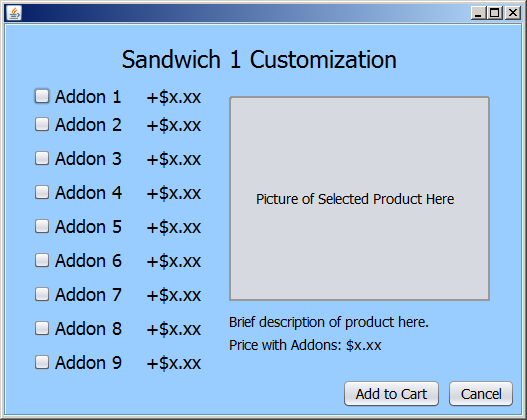 Sandwich 1 Customization
Addon 1 +$x.xx
Addon 2 +$x.xx
Addon 3 +$x.xx
Addon 4 +$x.xx
Addon 5 +$x.xx
Addon 6 +$x.xx
Addon 7 +$x.xx
Addon 8 +$x.xx
Addon 9 +$x.xx
Picture of Selected Product Here
Brief description of product here.
Price with Addons: $x.xx
Add to Cart
Cancel